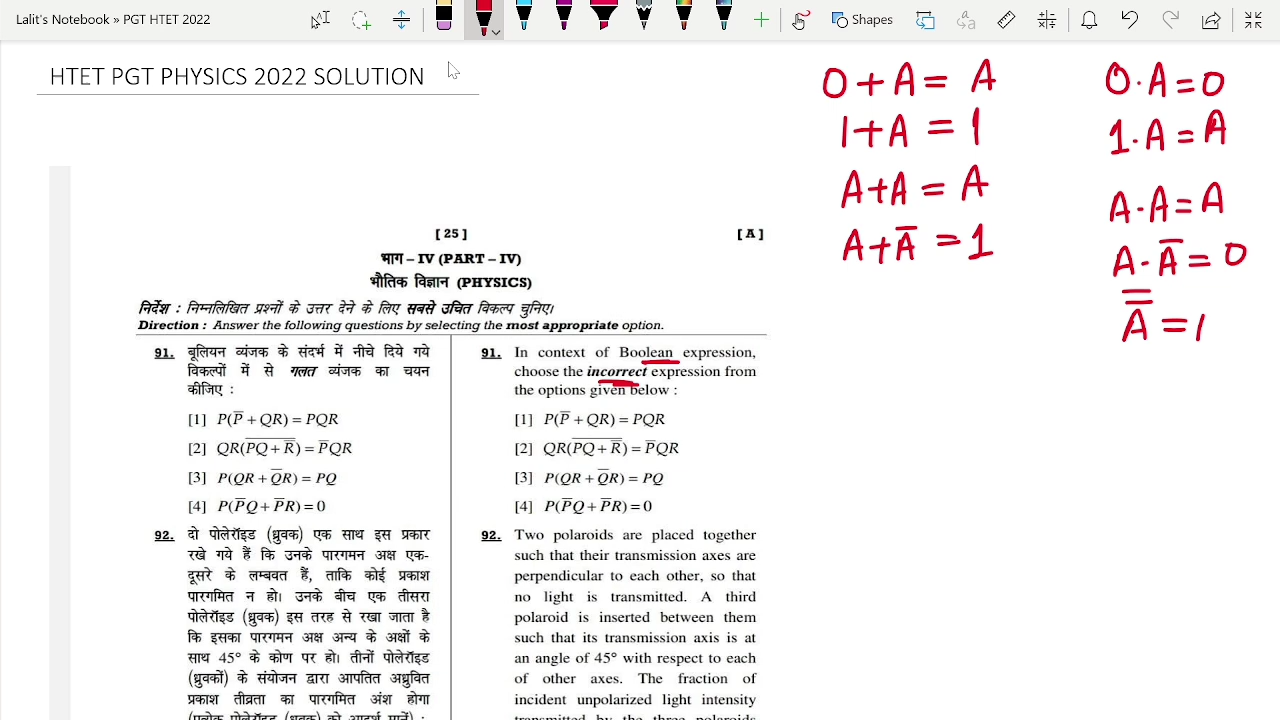 Lalit's Notebook » PGT HTET 2022
Shapes
HTET PGT PHYSICS 2022 SOLUTION
0 + A = A
1 + A = 1
A + A = A
A + A̅ = 1
0 · A = 0
1 · A = A
A · A = A
A · A̅ = 0
A̿ = 1
[ 25 ]
[ A ]
भाग – IV (PART – IV)
भौतिक विज्ञान (PHYSICS)
निर्देश : निम्नलिखित प्रश्नों के उत्तर देने के लिए सबसे उचित विकल्प चुनिए।
Direction : Answer the following questions by selecting the most appropriate option.
91. बूलियन व्यंजक के संदर्भ में नीचे दिये गये
विकल्पों में से गलत व्यंजक का चयन
कीजिए :
[1] P(P̅ + QR) = PQR
[2] QR(P̅Q̅ ̅+̅ ̅R̿) = P̅QR
[3] P(QR + Q̅R) = PQ
[4] P(P̅Q + P̅R) = 0
92. दो पोलेरॉइड (ध्रुवक) एक साथ इस प्रकार
रखे गये हैं कि उनके पारगमन अक्ष एक-
दूसरे के लम्बवत हैं, ताकि कोई प्रकाश
पारगमित न हो। उनके बीच एक तीसरा
पोलेरॉइड (ध्रुवक) इस तरह से रखा जाता है
कि इसका पारगमन अक्ष अन्य के अक्षों के
साथ 45° के कोण पर हो। तीनों पोलेरॉइड
(ध्रुवकों) के संयोजन द्वारा आपतित अध्रुवित
प्रकाश तीव्रता का पारगमित अंश होगा
(प्रत्येक पोलेरॉइड (ध्रुवक) को आदर्श मानें) :
91. In context of Boolean expression,
choose the incorrect expression from
the options given below :
[1] P(P̅ + QR) = PQR
[2] QR(P̅Q̅ ̅+̅ ̅R̿) = P̅QR
[3] P(QR + Q̅R) = PQ
[4] P(P̅Q + P̅R) = 0
92. Two polaroids are placed together
such that their transmission axes are
perpendicular to each other, so that
no light is transmitted. A third
polaroid is inserted between them
such that its transmission axis is at
an angle of 45° with respect to each
of other axes. The fraction of
incident unpolarized light intensity
transmitted by the three polaroids